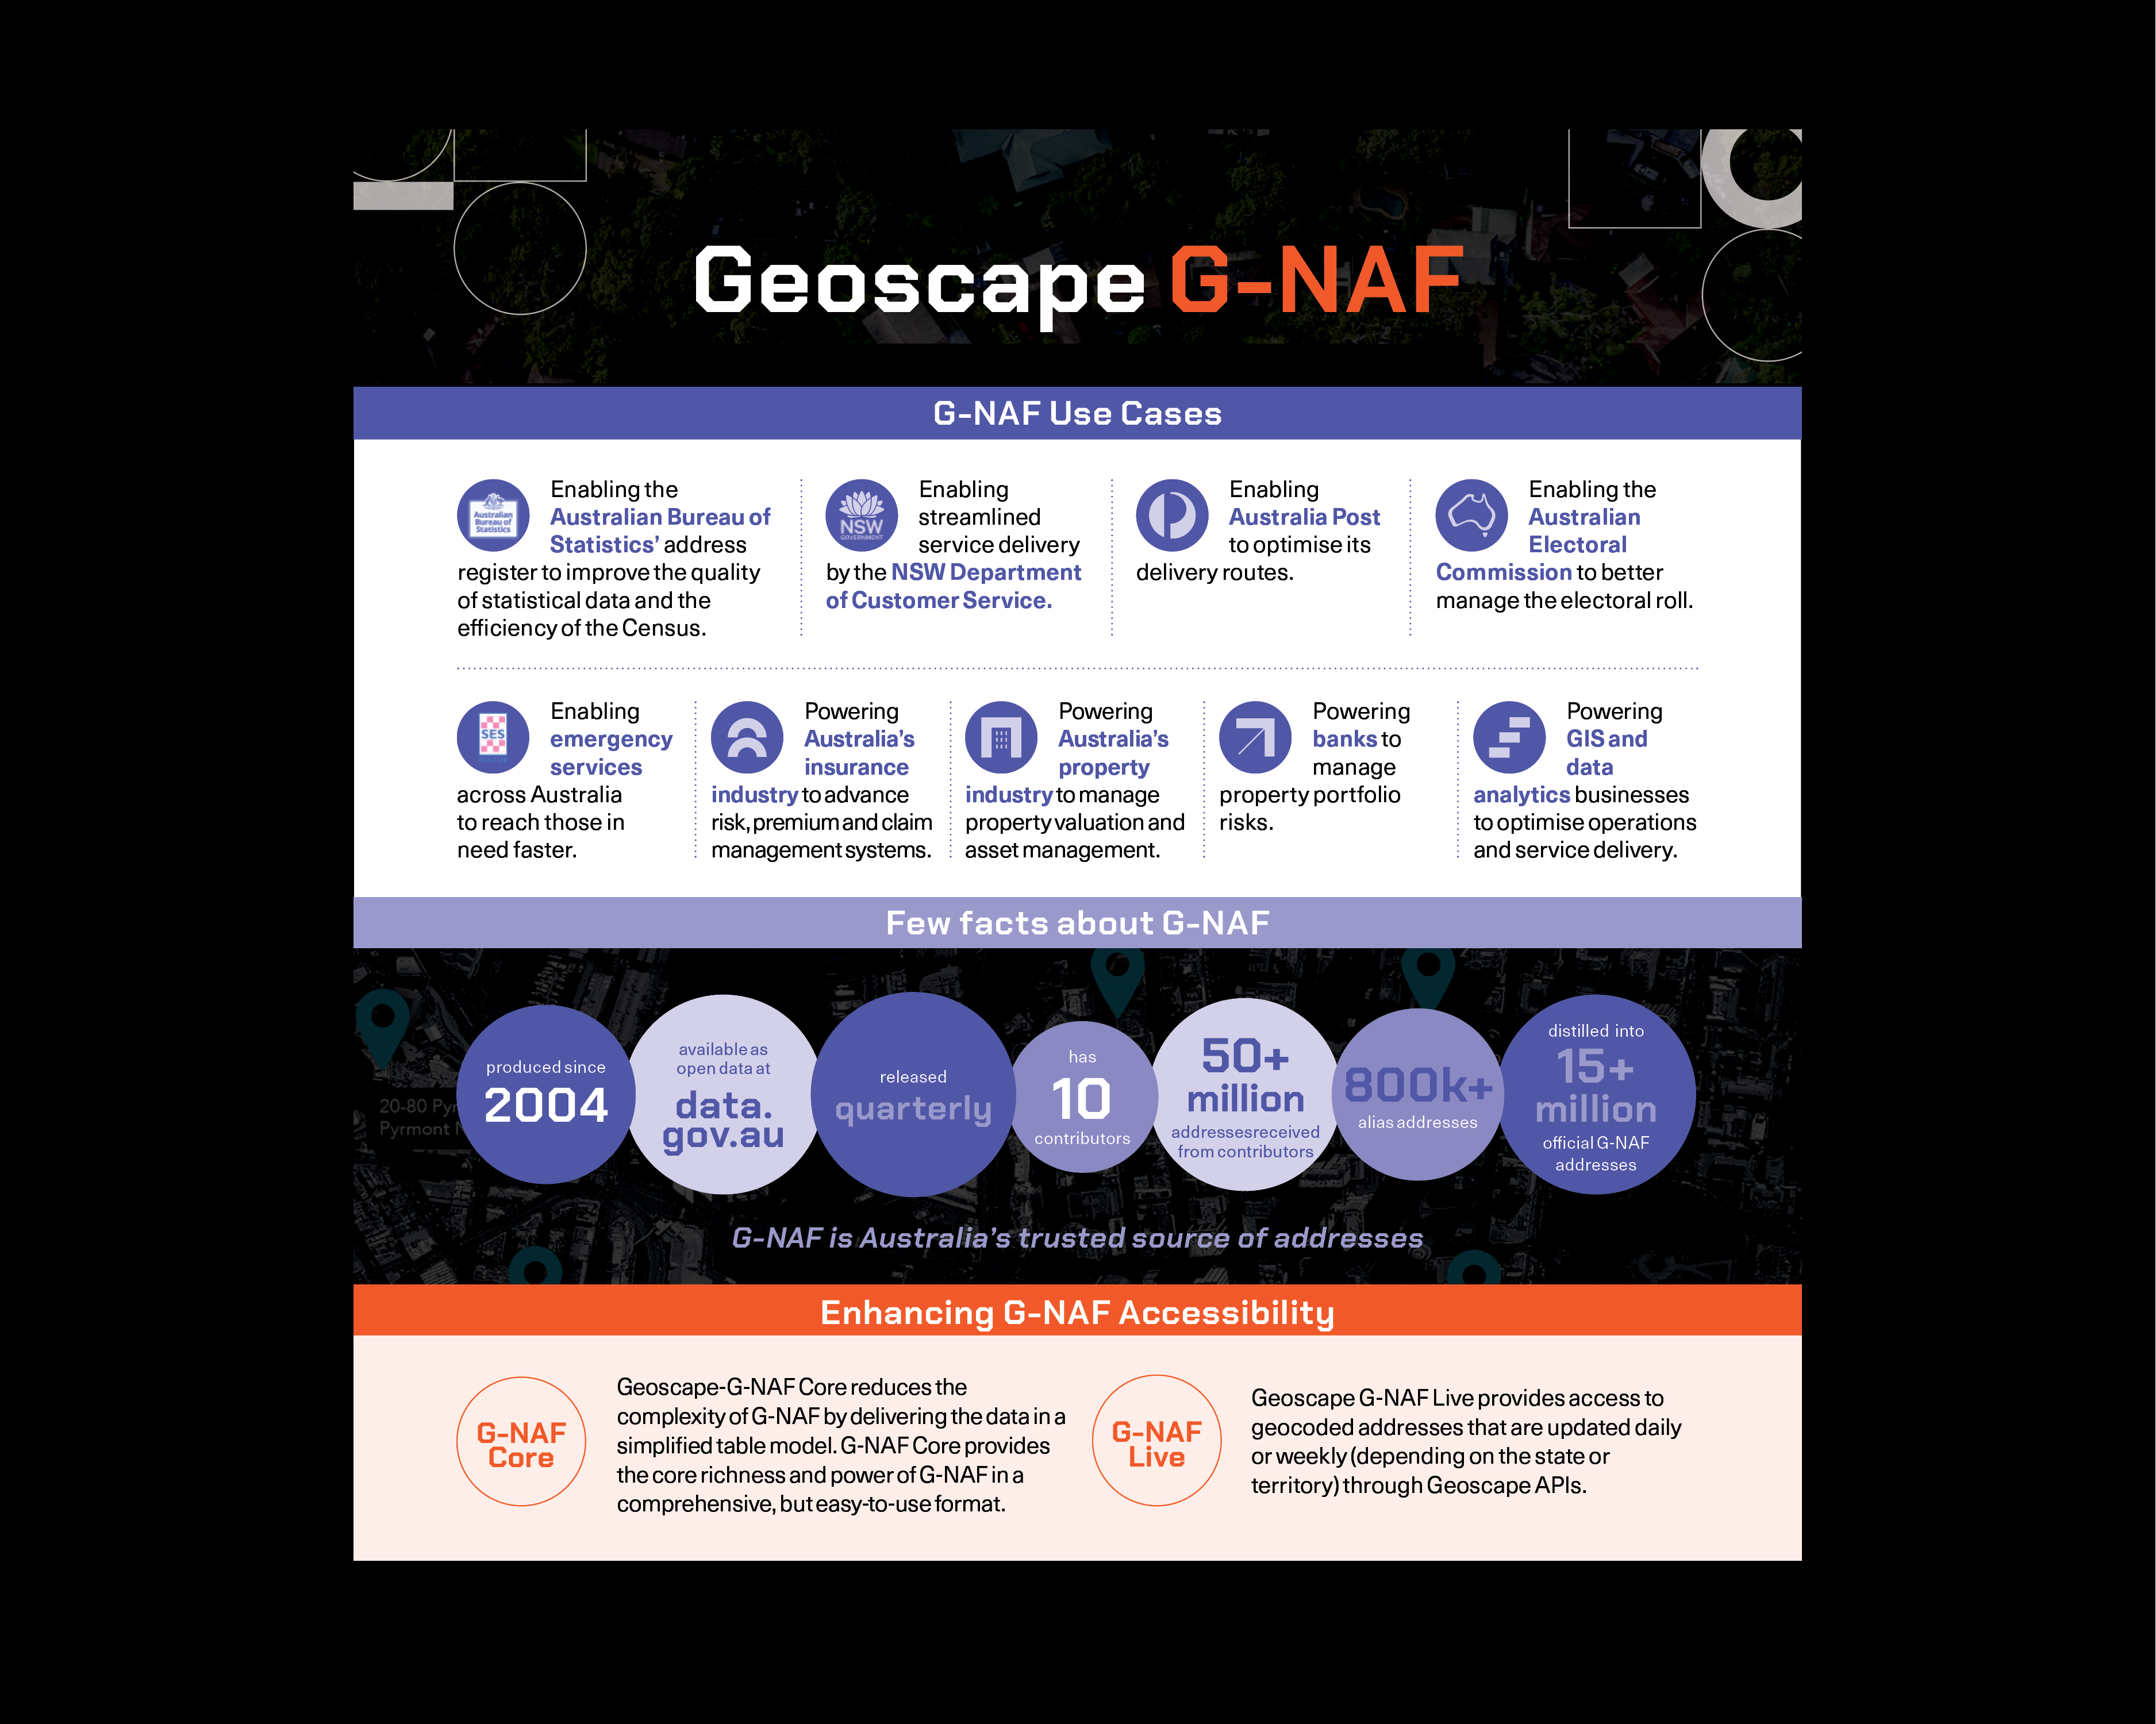 Geoscape G-NAF
G-NAF Use Cases
Australian
Bureau of
Statistics
Enabling the
Australian Bureau of
Statistics' address
register to improve the quality
of statistical data and the
efficiency of the Census.
NSW
GOVERNMENT
Enabling
streamlined
service delivery
by the NSW Department
of Customer Service.
Enabling
Australia Post
to optimise its
delivery routes.
Enabling the
Australian
Electoral
Commission to better
manage the electoral roll.
SES
RESCUE
Enabling
emergency
services
across Australia
to reach those in
need faster.
Powering
Australia's
insurance
industry to advance
risk, premium and claim
management systems.
Powering
Australia's
property
industry to manage
property valuation and
asset management.
Powering
banks to
manage
property portfolio
risks.
Powering
GIS and
data
analytics businesses
to optimise operations
and service delivery.
Few facts about G-NAF
20-80 Pyr
Pyrmont
produced since
2004
available as
open data at
data.
gov.au
released
quarterly
has
10
contributors
50+
million
addressesreceived
from contributors
800k+
alias addresses
distilled into
15+
million
official G-NAF
addresses
G-NAF is Australia's trusted source of addresses
Enhancing G-NAF Accessibility
G-NAF
Core
Geoscape-G-NAF Core reduces the
complexity of G-NAF by delivering the data in a
simplified table model. G-NAF Core provides
the core richness and power of G-NAF in a
comprehensive, but easy-to-use format.
G-NAF
Live
Geoscape G-NAF Live provides access to
geocoded addresses that are updated daily
or weekly (depending on the state or
territory) through Geoscape APIs.